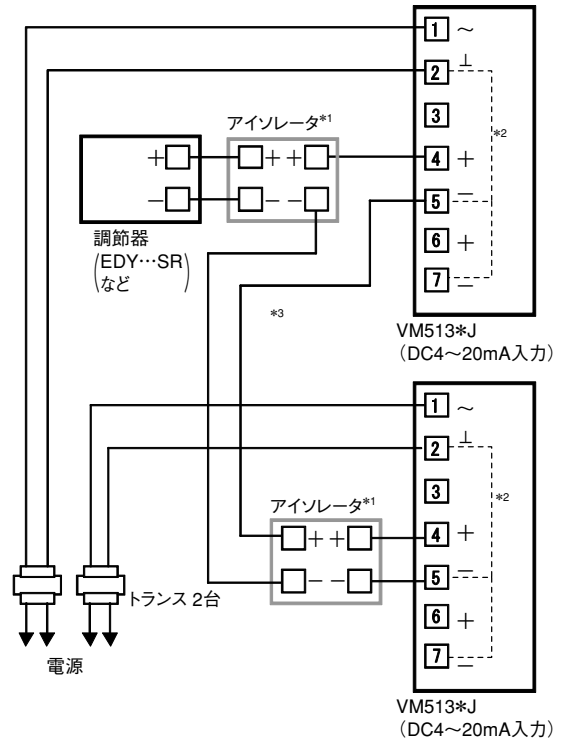 1 ～
2 ⊥
3
*2
4 +
5 −
6 +
7 −
アイソレータ*1
+ + +
− − −
調節器
(EDY…SR
など)
*3
VM513*J
（DC4～20mA入力）
1 ～
2 ⊥
3
*2
4 +
5 −
6 +
7 −
アイソレータ*1
+ +
− −
トランス 2台
電源
VM513*J
（DC4～20mA入力）